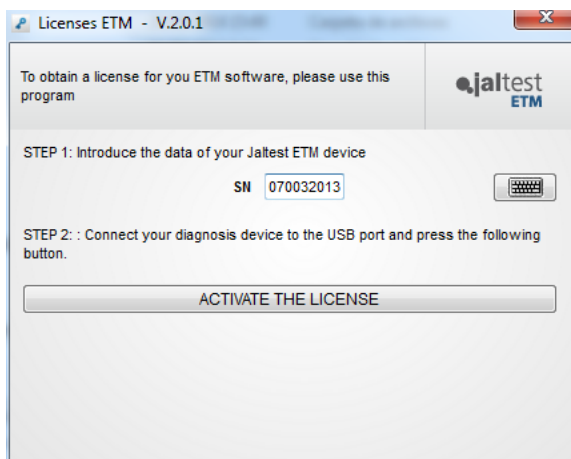 Licenses ETM - V.2.0.1
To obtain a license for you ETM software, please use this
program
jaltest
ETM
STEP 1: Introduce the data of your Jaltest ETM device
SN 070032013
STEP 2: : Connect your diagnosis device to the USB port and press the following
button.
ACTIVATE THE LICENSE